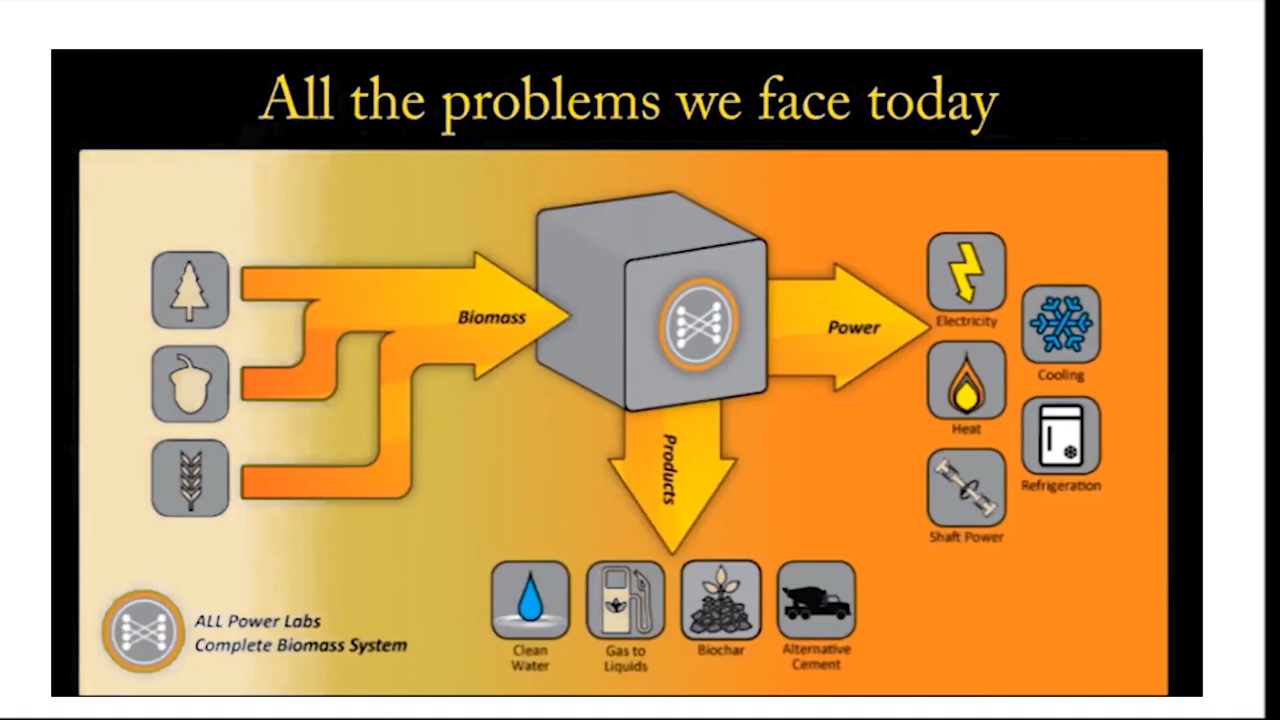 All the problems we face today
Biomass
Power
Products
Electricity
Cooling
Heat
Refrigeration
Shaft Power
Clean
Water
Gas to
Liquids
Biochar
Alternative
Cement
ALL Power Labs
Complete Biomass System